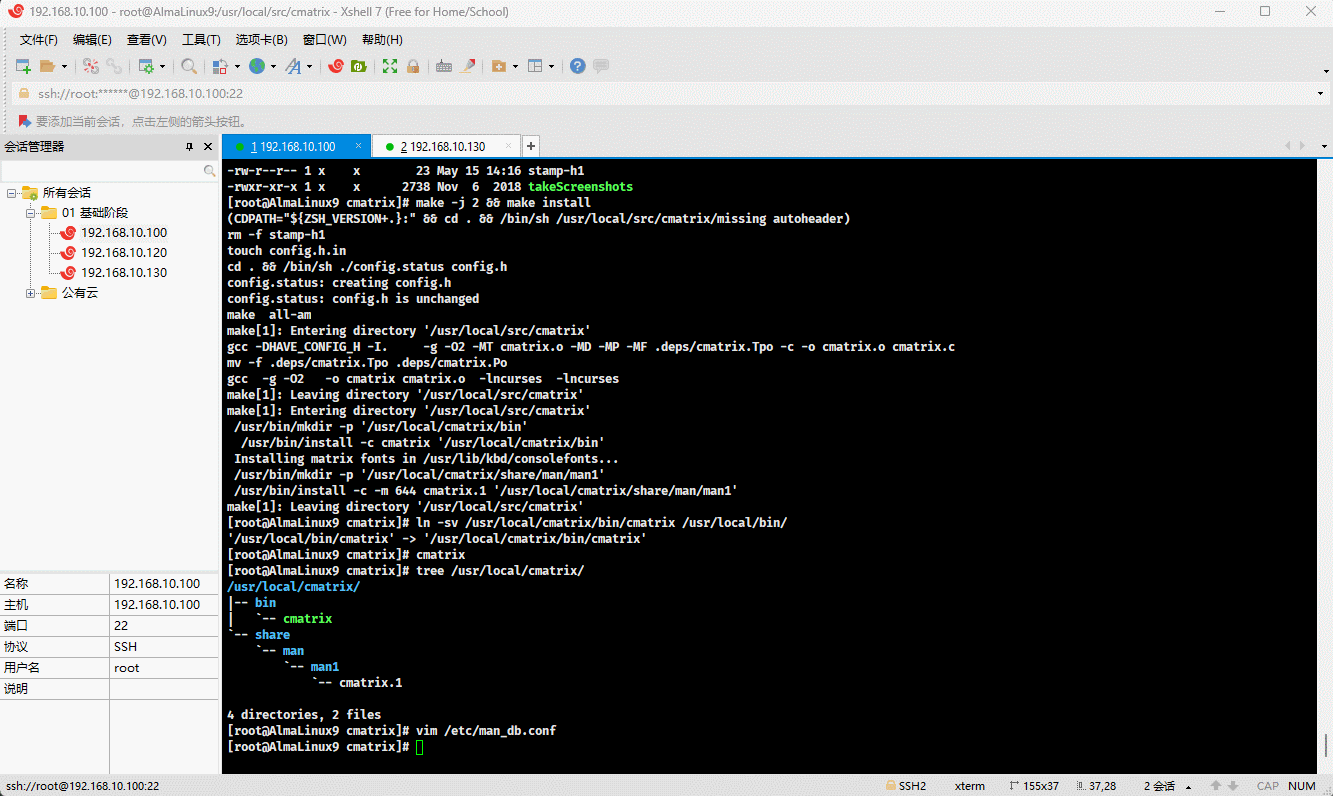 192.168.10.100 - root@AlmaLinux9:/usr/local/src/cmatrix - Xshell 7 (Free for Home/School)
文件(F) 编辑(E) 查看(V) 工具(T) 选项卡(B) 窗口(W) 帮助(H)
ssh://root:******@192.168.10.100:22
要添加当前会话，点击左侧的箭头按钮。
会话管理器
所有会话
01 基础阶段
192.168.10.100
192.168.10.120
192.168.10.130
公有云
名称 192.168.10.100
主机 192.168.10.100
端口 22
协议 SSH
用户名 root
说明
1 192.168.10.100 2 192.168.10.130
-rw-r--r-- 1 x    x        23 May 15 14:16 stamp-h1
-rwxr-xr-x 1 x    x      2738 Nov  6  2018 takeScreenshots
[root@AlmaLinux9 cmatrix]# make -j 2 && make install
(CDPATH="${ZSH_VERSION+.}:" && cd . && /bin/sh /usr/local/src/cmatrix/missing autoheader)
rm -f stamp-h1
touch config.h.in
cd . && /bin/sh ./config.status config.h
config.status: creating config.h
config.status: config.h is unchanged
make  all-am
make[1]: Entering directory '/usr/local/src/cmatrix'
gcc -DHAVE_CONFIG_H -I.     -g -O2 -MT cmatrix.o -MD -MP -MF .deps/cmatrix.Tpo -c -o cmatrix.o cmatrix.c
mv -f .deps/cmatrix.Tpo .deps/cmatrix.Po
gcc  -g -O2   -o cmatrix cmatrix.o  -lncurses  -lncurses
make[1]: Leaving directory '/usr/local/src/cmatrix'
make[1]: Entering directory '/usr/local/src/cmatrix'
 /usr/bin/mkdir -p '/usr/local/cmatrix/bin'
  /usr/bin/install -c cmatrix '/usr/local/cmatrix/bin'
 Installing matrix fonts in /usr/lib/kbd/consolefonts...
 /usr/bin/mkdir -p '/usr/local/cmatrix/share/man/man1'
 /usr/bin/install -c -m 644 cmatrix.1 '/usr/local/cmatrix/share/man/man1'
make[1]: Leaving directory '/usr/local/src/cmatrix'
[root@AlmaLinux9 cmatrix]# ln -sv /usr/local/cmatrix/bin/cmatrix /usr/local/bin/
'/usr/local/bin/cmatrix' -> '/usr/local/cmatrix/bin/cmatrix'
[root@AlmaLinux9 cmatrix]# cmatrix
[root@AlmaLinux9 cmatrix]# tree /usr/local/cmatrix/
/usr/local/cmatrix/
|-- bin
|   `-- cmatrix
`-- share
    `-- man
        `-- man1
            `-- cmatrix.1

4 directories, 2 files
[root@AlmaLinux9 cmatrix]# vim /etc/man_db.conf
[root@AlmaLinux9 cmatrix]#
ssh://root@192.168.10.100:22 SSH2 xterm 155x37 37,28 2 会话 CAP NUM